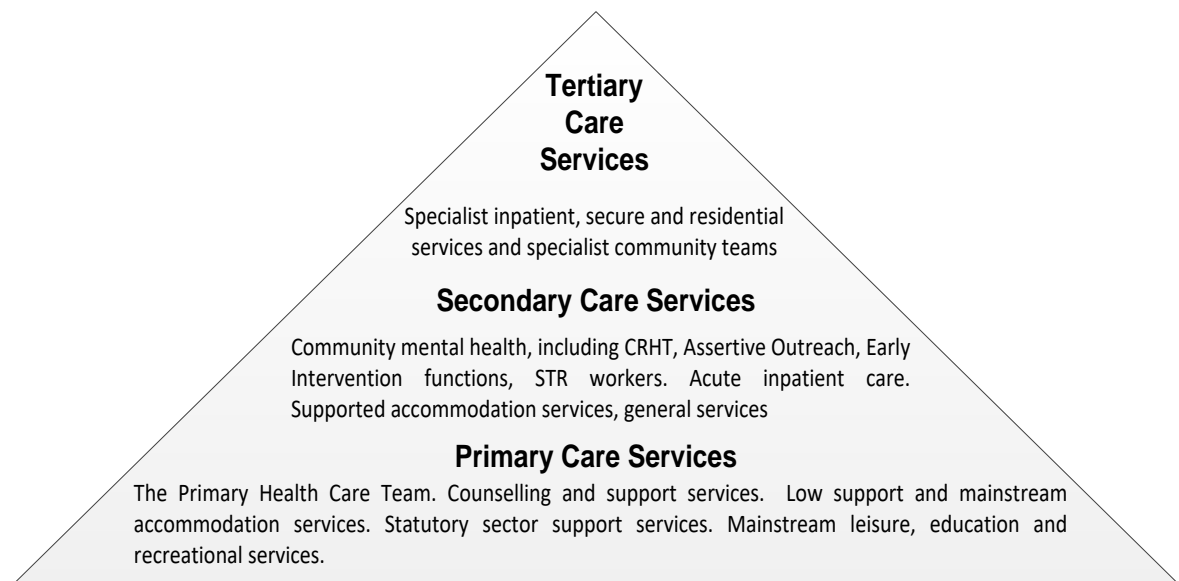 Tertiary
Care
Services
Specialist inpatient, secure and residential
services and specialist community teams
Secondary Care Services
Community mental health, including CRHT, Assertive Outreach, Early
Intervention functions, STR workers. Acute inpatient care.
Supported accommodation services, general services
Primary Care Services
The Primary Health Care Team. Counselling and support services. Low support and mainstream
accommodation services. Statutory sector support services. Mainstream leisure, education and
recreational services.